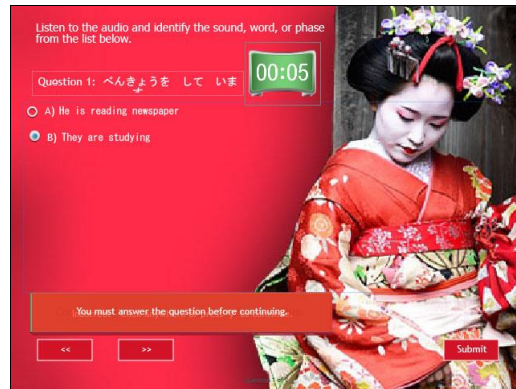 Listen to the audio and identify the sound, word, or phase
from the list below.
00:05
Question 1: べんきょうを して いま
A) He is reading newspaper
B) They are studying
You must answer the question before continuing.
<<
>>
Submit